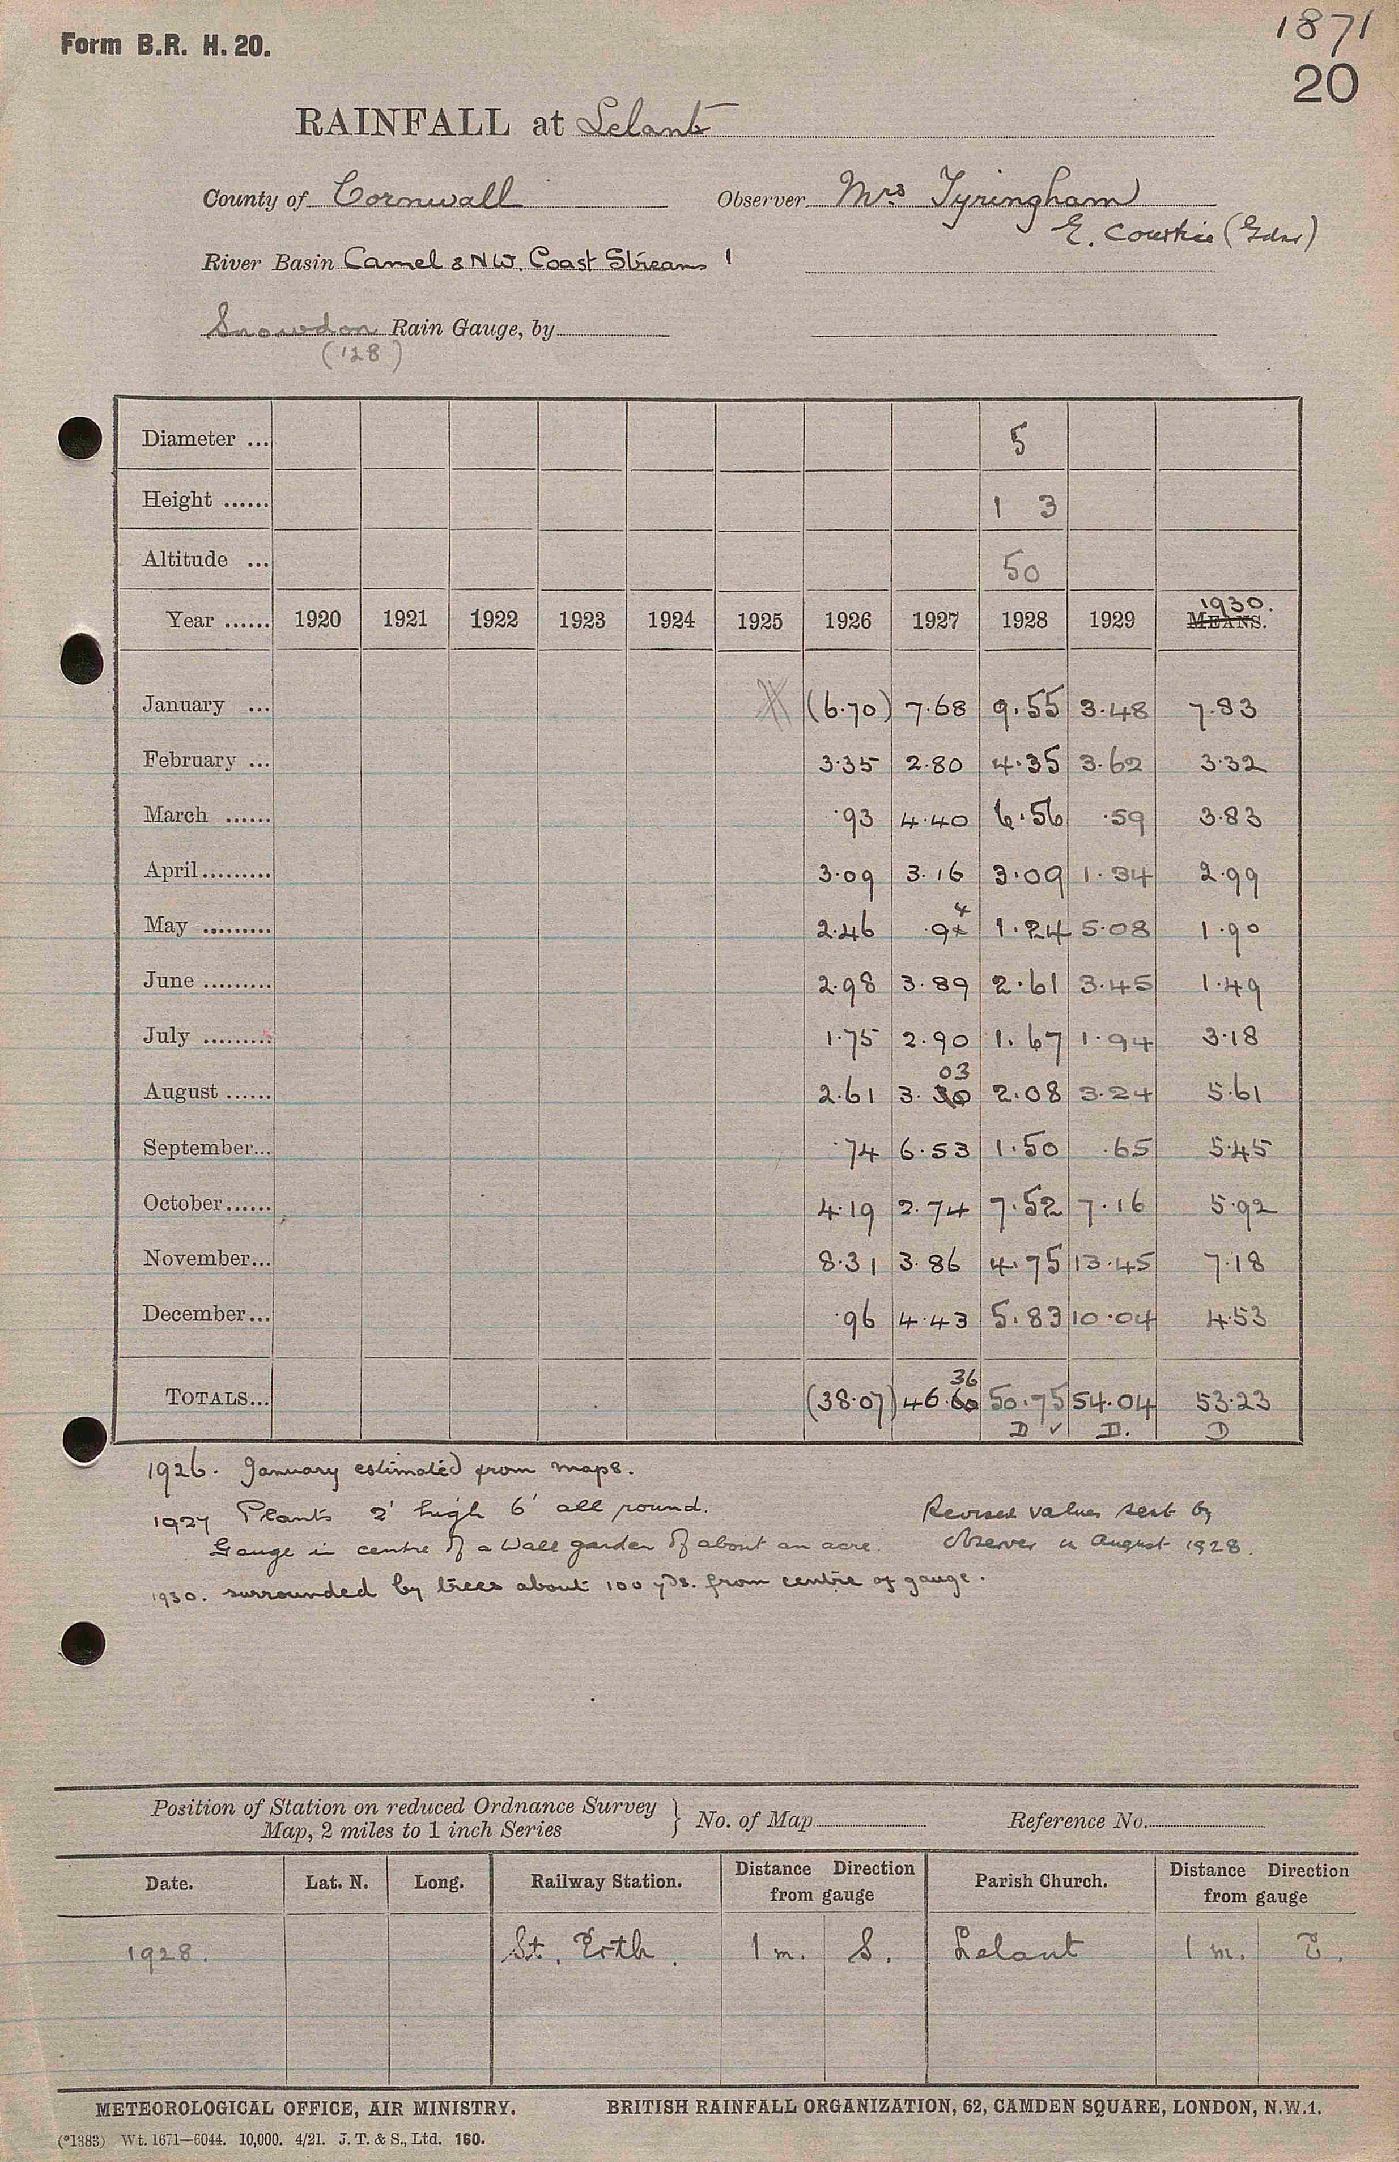 1871
Form B.R. H. 20.
20
RAINFALL at Lelant
County of Cornwall Observer Mrs Tyringham
E. (Gdnr)
River Basin Camel & N.W. Coast Streams 1
Snowdon Rain Gauge, by
(128)
Diameter ... 5
Height ...... 1 3
Altitude ... 50
1930.
Year ...... 1920 1921 1922 1923 1924 1925 1926 1927 1928 1929 MEANS.
January ... (6.70) 7.68 9.55 3.48 7.83
February ... 3.35 2.80 4.35 3.62 3.32
March ...... .93 4.40 6.56 .59 3.83
April ......... 3.09 3.16 3.09 1.34 2.99
4
May ......... 2.46 .9 1.24 5.08 1.90
June ......... 2.98 3.89 2.61 3.45 1.49
July ......... 1.75 2.90 1.67 1.94 3.18
03
August ...... 2.61 3.30 2.08 3.24 5.61
September... .74 6.53 1.50 .65 5.45
October...... 4.19 2.74 7.52 7.16 5.92
November... 8.31 3.86 4.75 13.45 7.18
December... .96 4.43 5.83 10.04 4.53
36
TOTALS... (38.07) 46.60 50.75 54.04 53.23
D ✓ D. D
1926. January estimated from maps.
1927 Plants 2' high 6' all round. Revised values sent by
Gauge in centre of a wall garden of about an acre. observer in August 1928.
1930. surrounded by trees about 100 yds. from centre of gauge.
Position of Station on reduced Ordnance Survey
Map, 2 miles to 1 inch Series } No. of Map Reference No.
Date. Lat. N. Long. Railway Station. Distance Direction from gauge Parish Church. Distance Direction from gauge
1928. St. Erth. 1 m. S. Lelant 1 m. E.
METEOROLOGICAL OFFICE, AIR MINISTRY. BRITISH RAINFALL ORGANIZATION, 62, CAMDEN SQUARE, LONDON, N.W.1.
(*1383) Wt. 1671—6044. 10,000. 4/21. J. T. & S., Ltd. 160.